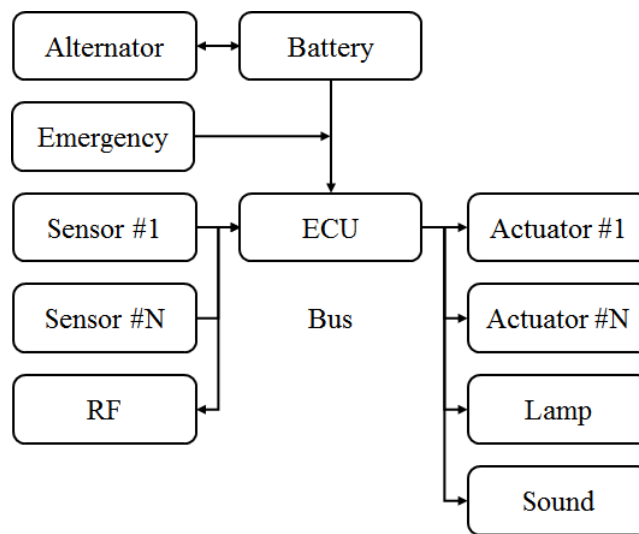 Alternator
Battery
Emergency
Sensor #1
ECU
Actuator #1
Sensor #N
Bus
Actuator #N
RF
Lamp
Sound